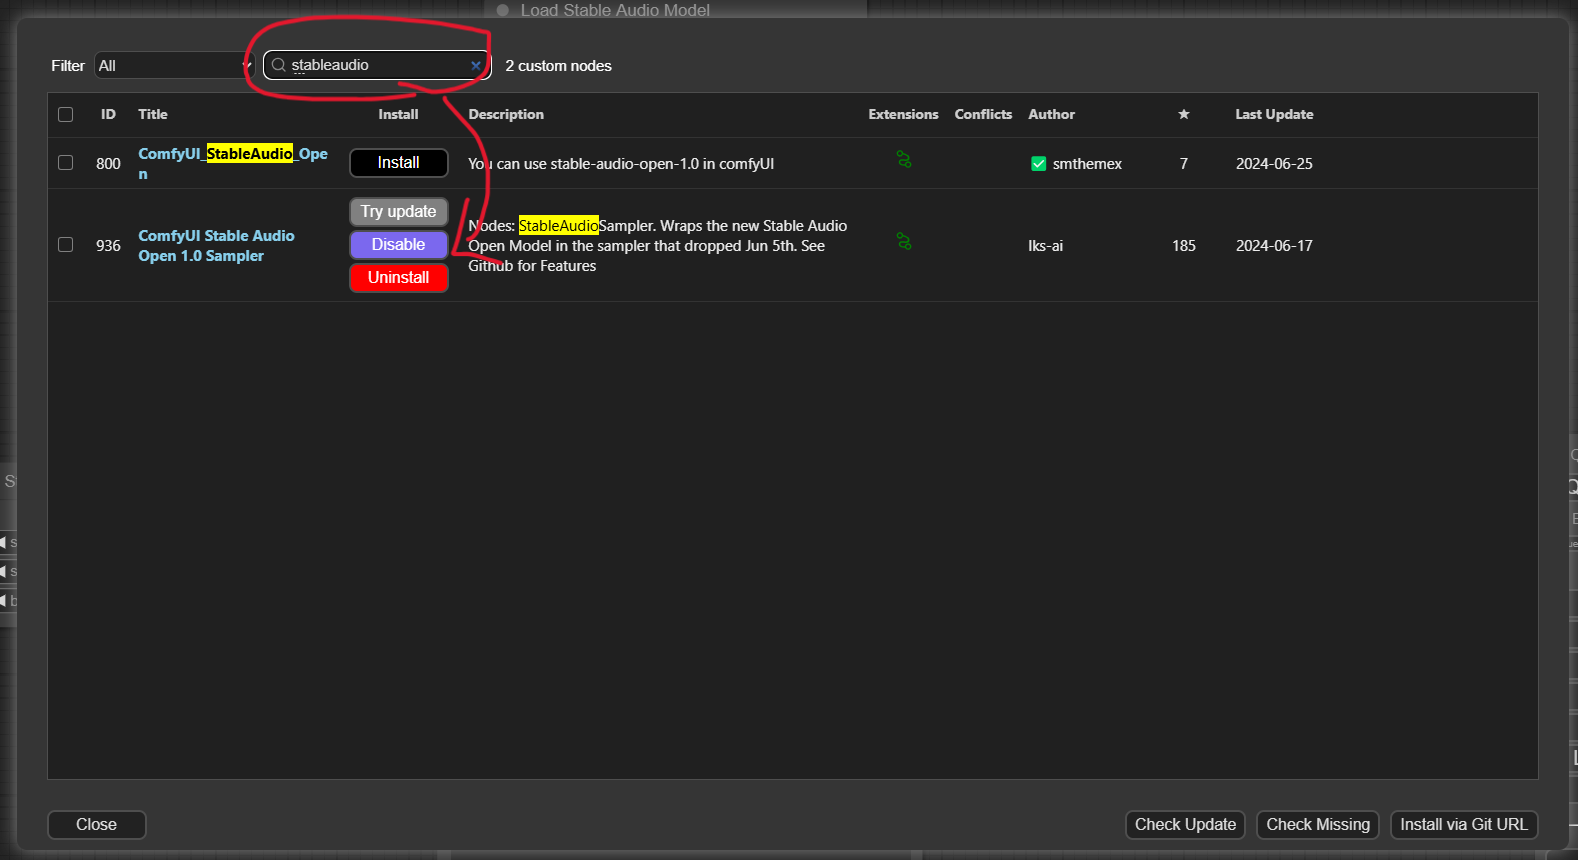 Load Stable Audio Model
Filter All stableaudio 2 custom nodes
ID Title Install Description Extensions Conflicts Author ★ Last Update
800 ComfyUI_StableAudio_Ope
n
Install
You can use stable-audio-open-1.0 in comfyUI
smthemex 7 2024-06-25
936
ComfyUI Stable Audio
Open 1.0 Sampler
Try update
Disable
Uninstall
Nodes: StableAudioSampler. Wraps the new Stable Audio
Open Model in the sampler that dropped Jun 5th. See
Github for Features
lks-ai 185 2024-06-17
Close Check Update Check Missing Install via Git URL